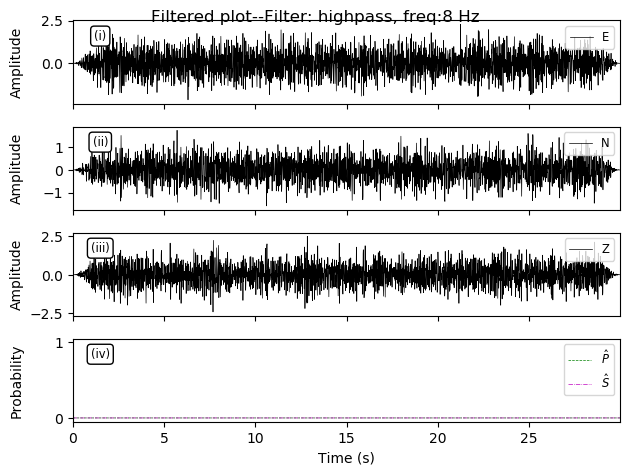 Filtered plot--Filter: highpass, freq:8 Hz
2.5
0.0
Amplitude
(i)
E
1
0
−1
Amplitude
(ii)
N
2.5
0.0
−2.5
Amplitude
(iii)
Z
1
0
Probability
(iv)
P̂
Ŝ
0 5 10 15 20 25
Time (s)